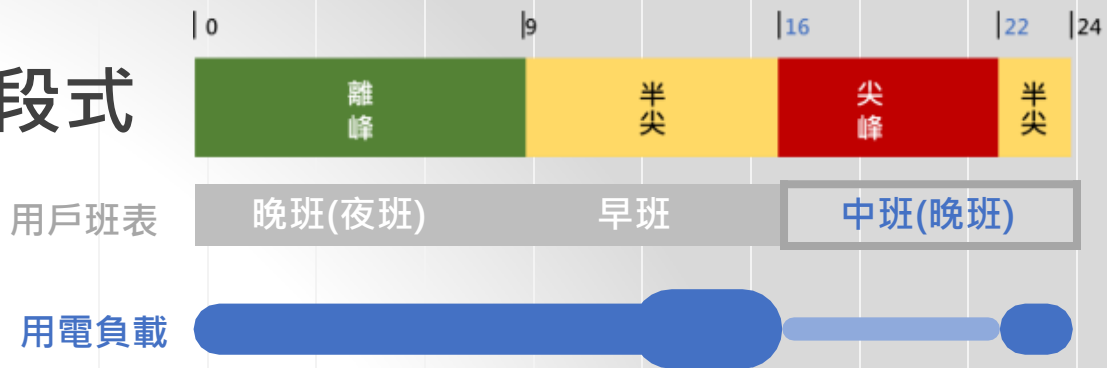 0 9 16 22 24
段式
離峰 半尖 尖峰 半尖
用戶班表 晚班(夜班) 早班 中班(晚班)
用電負載